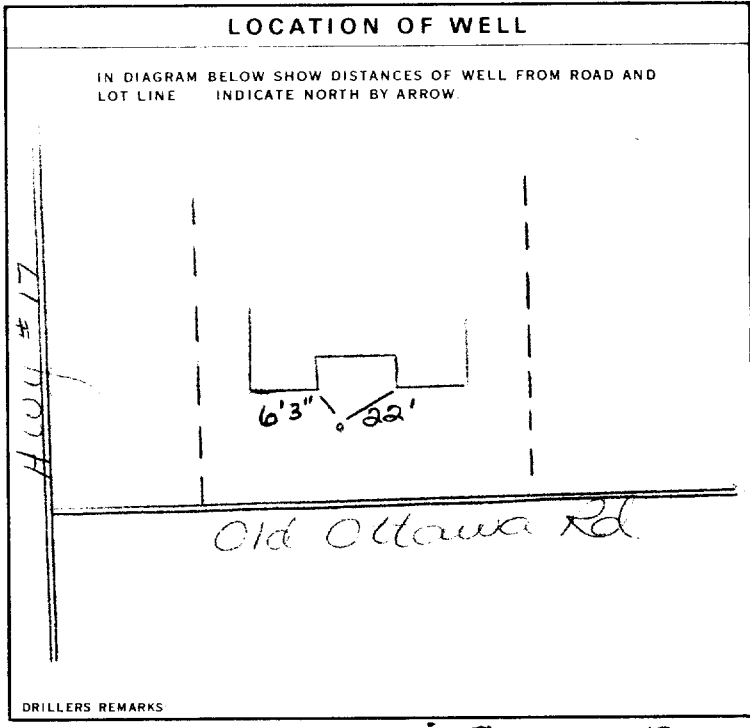 LOCATION OF WELL
IN DIAGRAM BELOW SHOW DISTANCES OF WELL FROM ROAD AND
LOT LINE INDICATE NORTH BY ARROW.
Hwy # 17
6'3" 22'
Old Ottawa Rd.
DRILLERS REMARKS